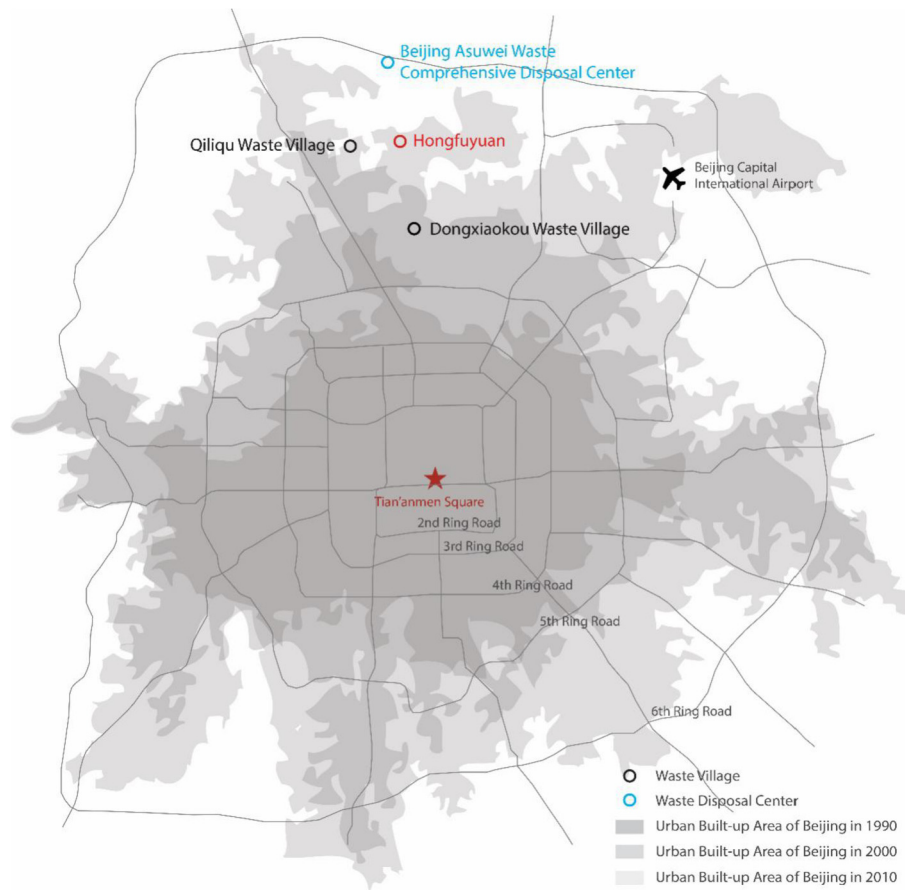 Beijing Asuwei Waste
Comprehensive Disposal Center
Qiliqu Waste Village
Hongfuyuan
Beijing Capital
International Airport
Dongxiaokou Waste Village
Tian'anmen Square
2nd Ring Road
3rd Ring Road
4th Ring Road
5th Ring Road
6th Ring Road
Waste Village
Waste Disposal Center
Urban Built-up Area of Beijing in 1990
Urban Built-up Area of Beijing in 2000
Urban Built-up Area of Beijing in 2010